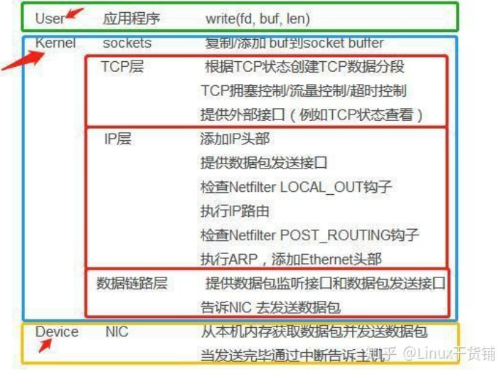 User 应用程序 write(fd, buf, len)
Kernel sockets 复制/添加 buf到socket buffer
TCP层 根据TCP状态创建TCP数据分段
TCP拥塞控制/流量控制/超时控制
提供外部接口（例如TCP状态查看）
IP层 添加IP头部
提供数据包发送接口
检查Netfilter LOCAL_OUT钩子
执行IP路由
检查Netfilter POST_ROUTING钩子
执行ARP，添加Ethernet头部
数据链路层 提供数据包监听接口和数据包发送接口
告诉NIC 去发送数据包
Device NIC 从本机内存获取数据包并发送数据包
当发送完毕通过中断告诉主机
知乎 @Linux干货铺